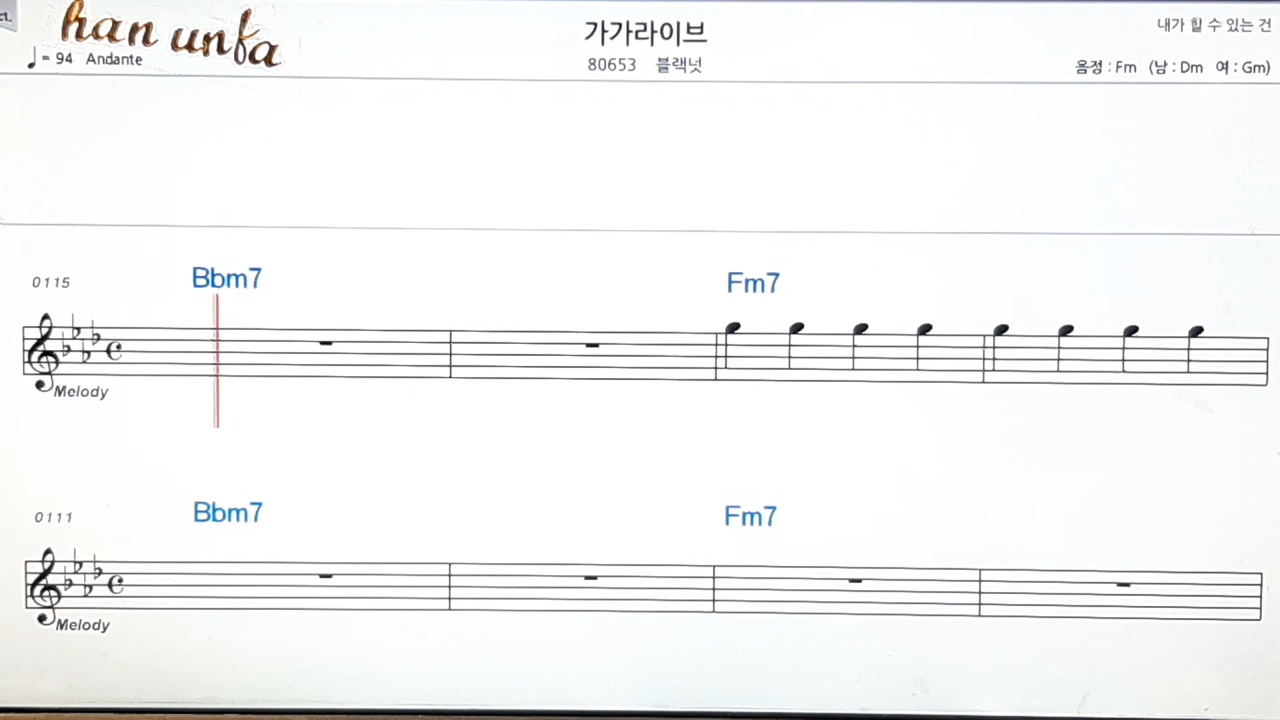 han unfa
♩= 94 Andante
가가라이브
80653 블랙넛
내가 할 수 있는 건
음정 : Fm (남 : Dm 여 : Gm)
0115 Bbm7 Fm7
Melody
0111 Bbm7 Fm7
Melody